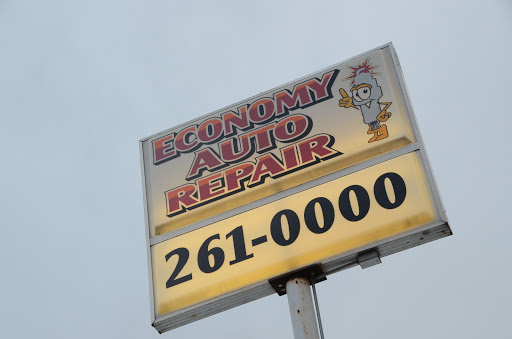 ECONOMY
AUTO
REPAIR
261-0000